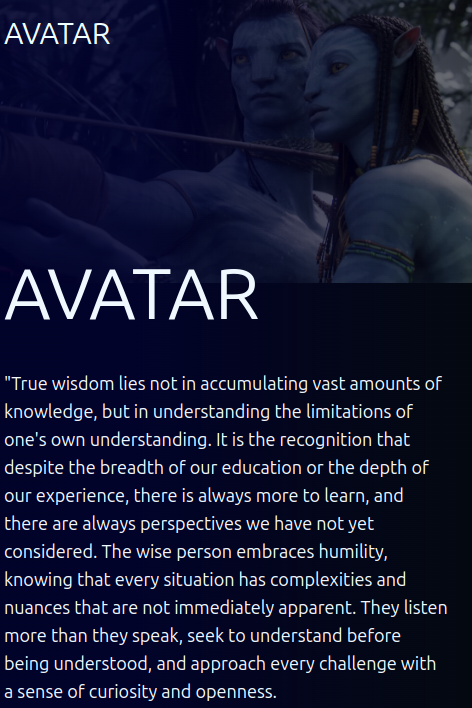 AVATAR
AVATAR
"True wisdom lies not in accumulating vast amounts of
knowledge, but in understanding the limitations of
one's own understanding. It is the recognition that
despite the breadth of our education or the depth of
our experience, there is always more to learn, and
there are always perspectives we have not yet
considered. The wise person embraces humility,
knowing that every situation has complexities and
nuances that are not immediately apparent. They listen
more than they speak, seek to understand before
being understood, and approach every challenge with
a sense of curiosity and openness.